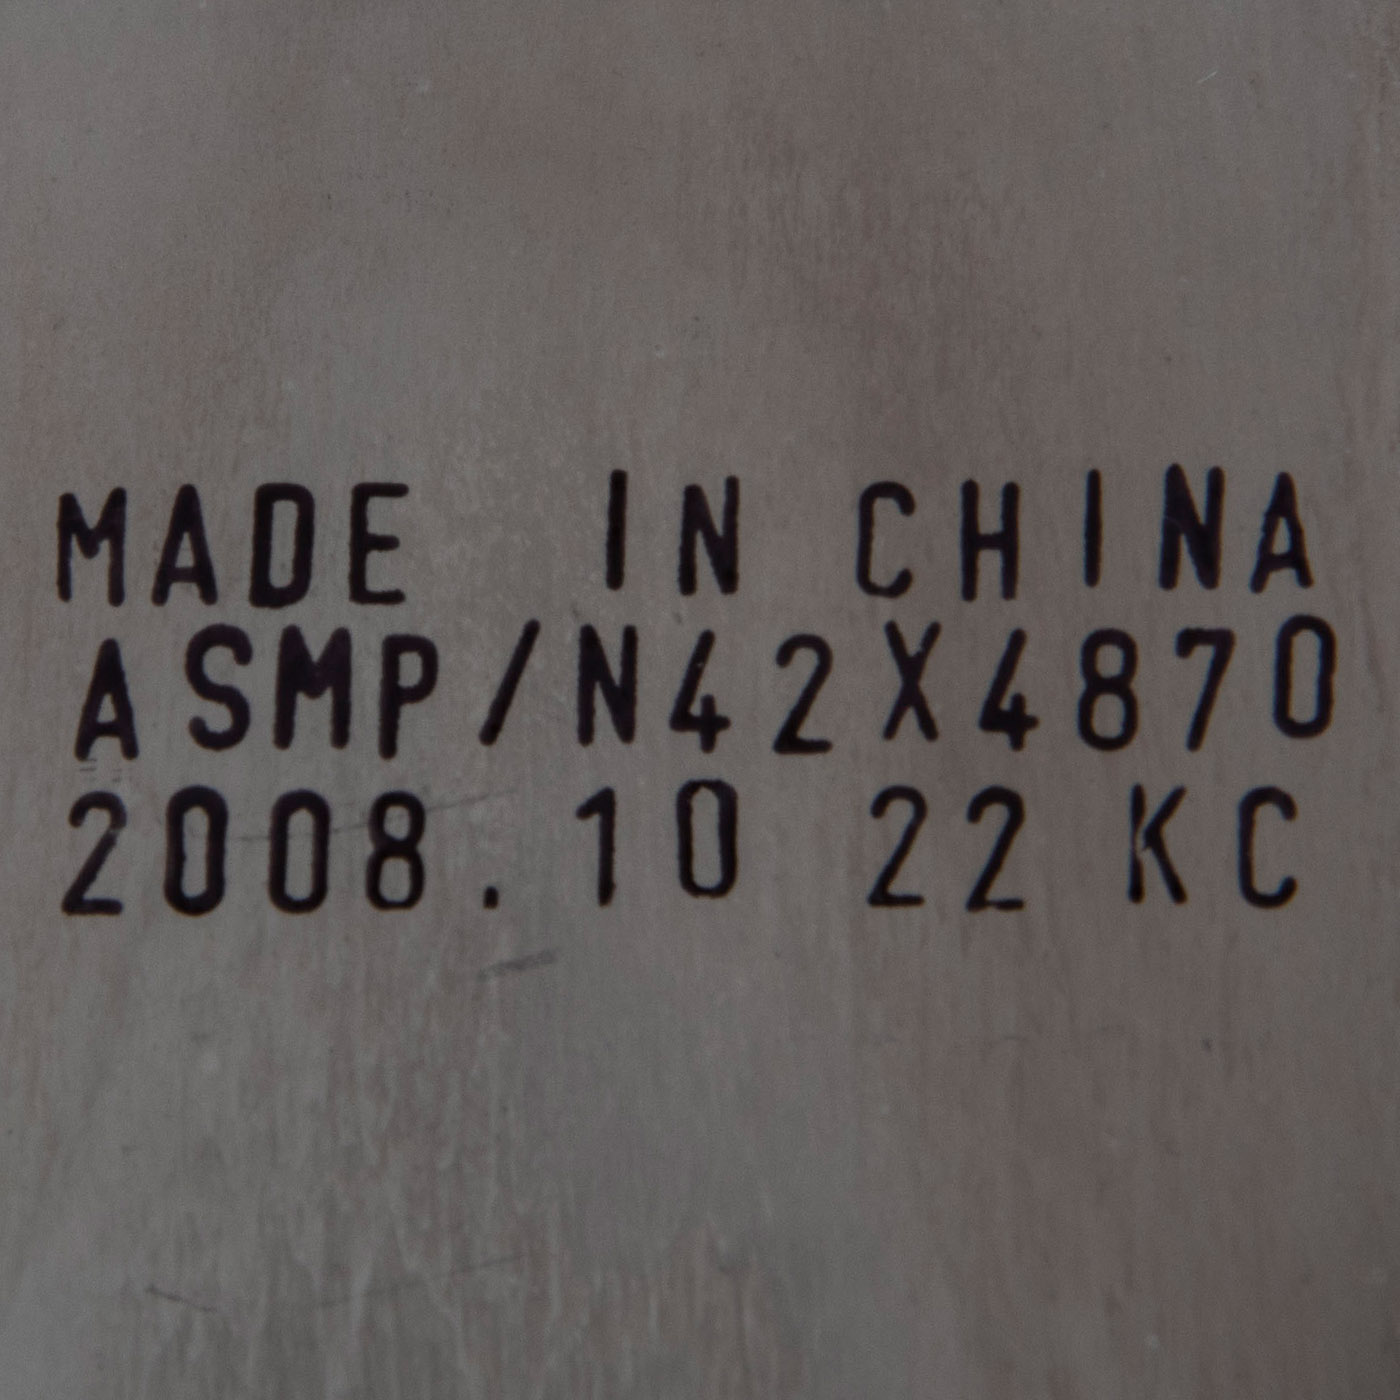 MADE IN CHINA
ASMP/N42X4870
2008.10 22 KC